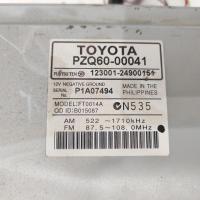 TOYOTA
PZQ60-00041
FUJITSU TEN 123001-24900151
12V NEGATIVE GROUND
SERIAL NO. P1A07494
MADE IN THE PHILIPPINES
MODEL:FT0014A
QD ID:B015087
N535
AM 522 ~1710kHz
FM 87.5~108.0MHz